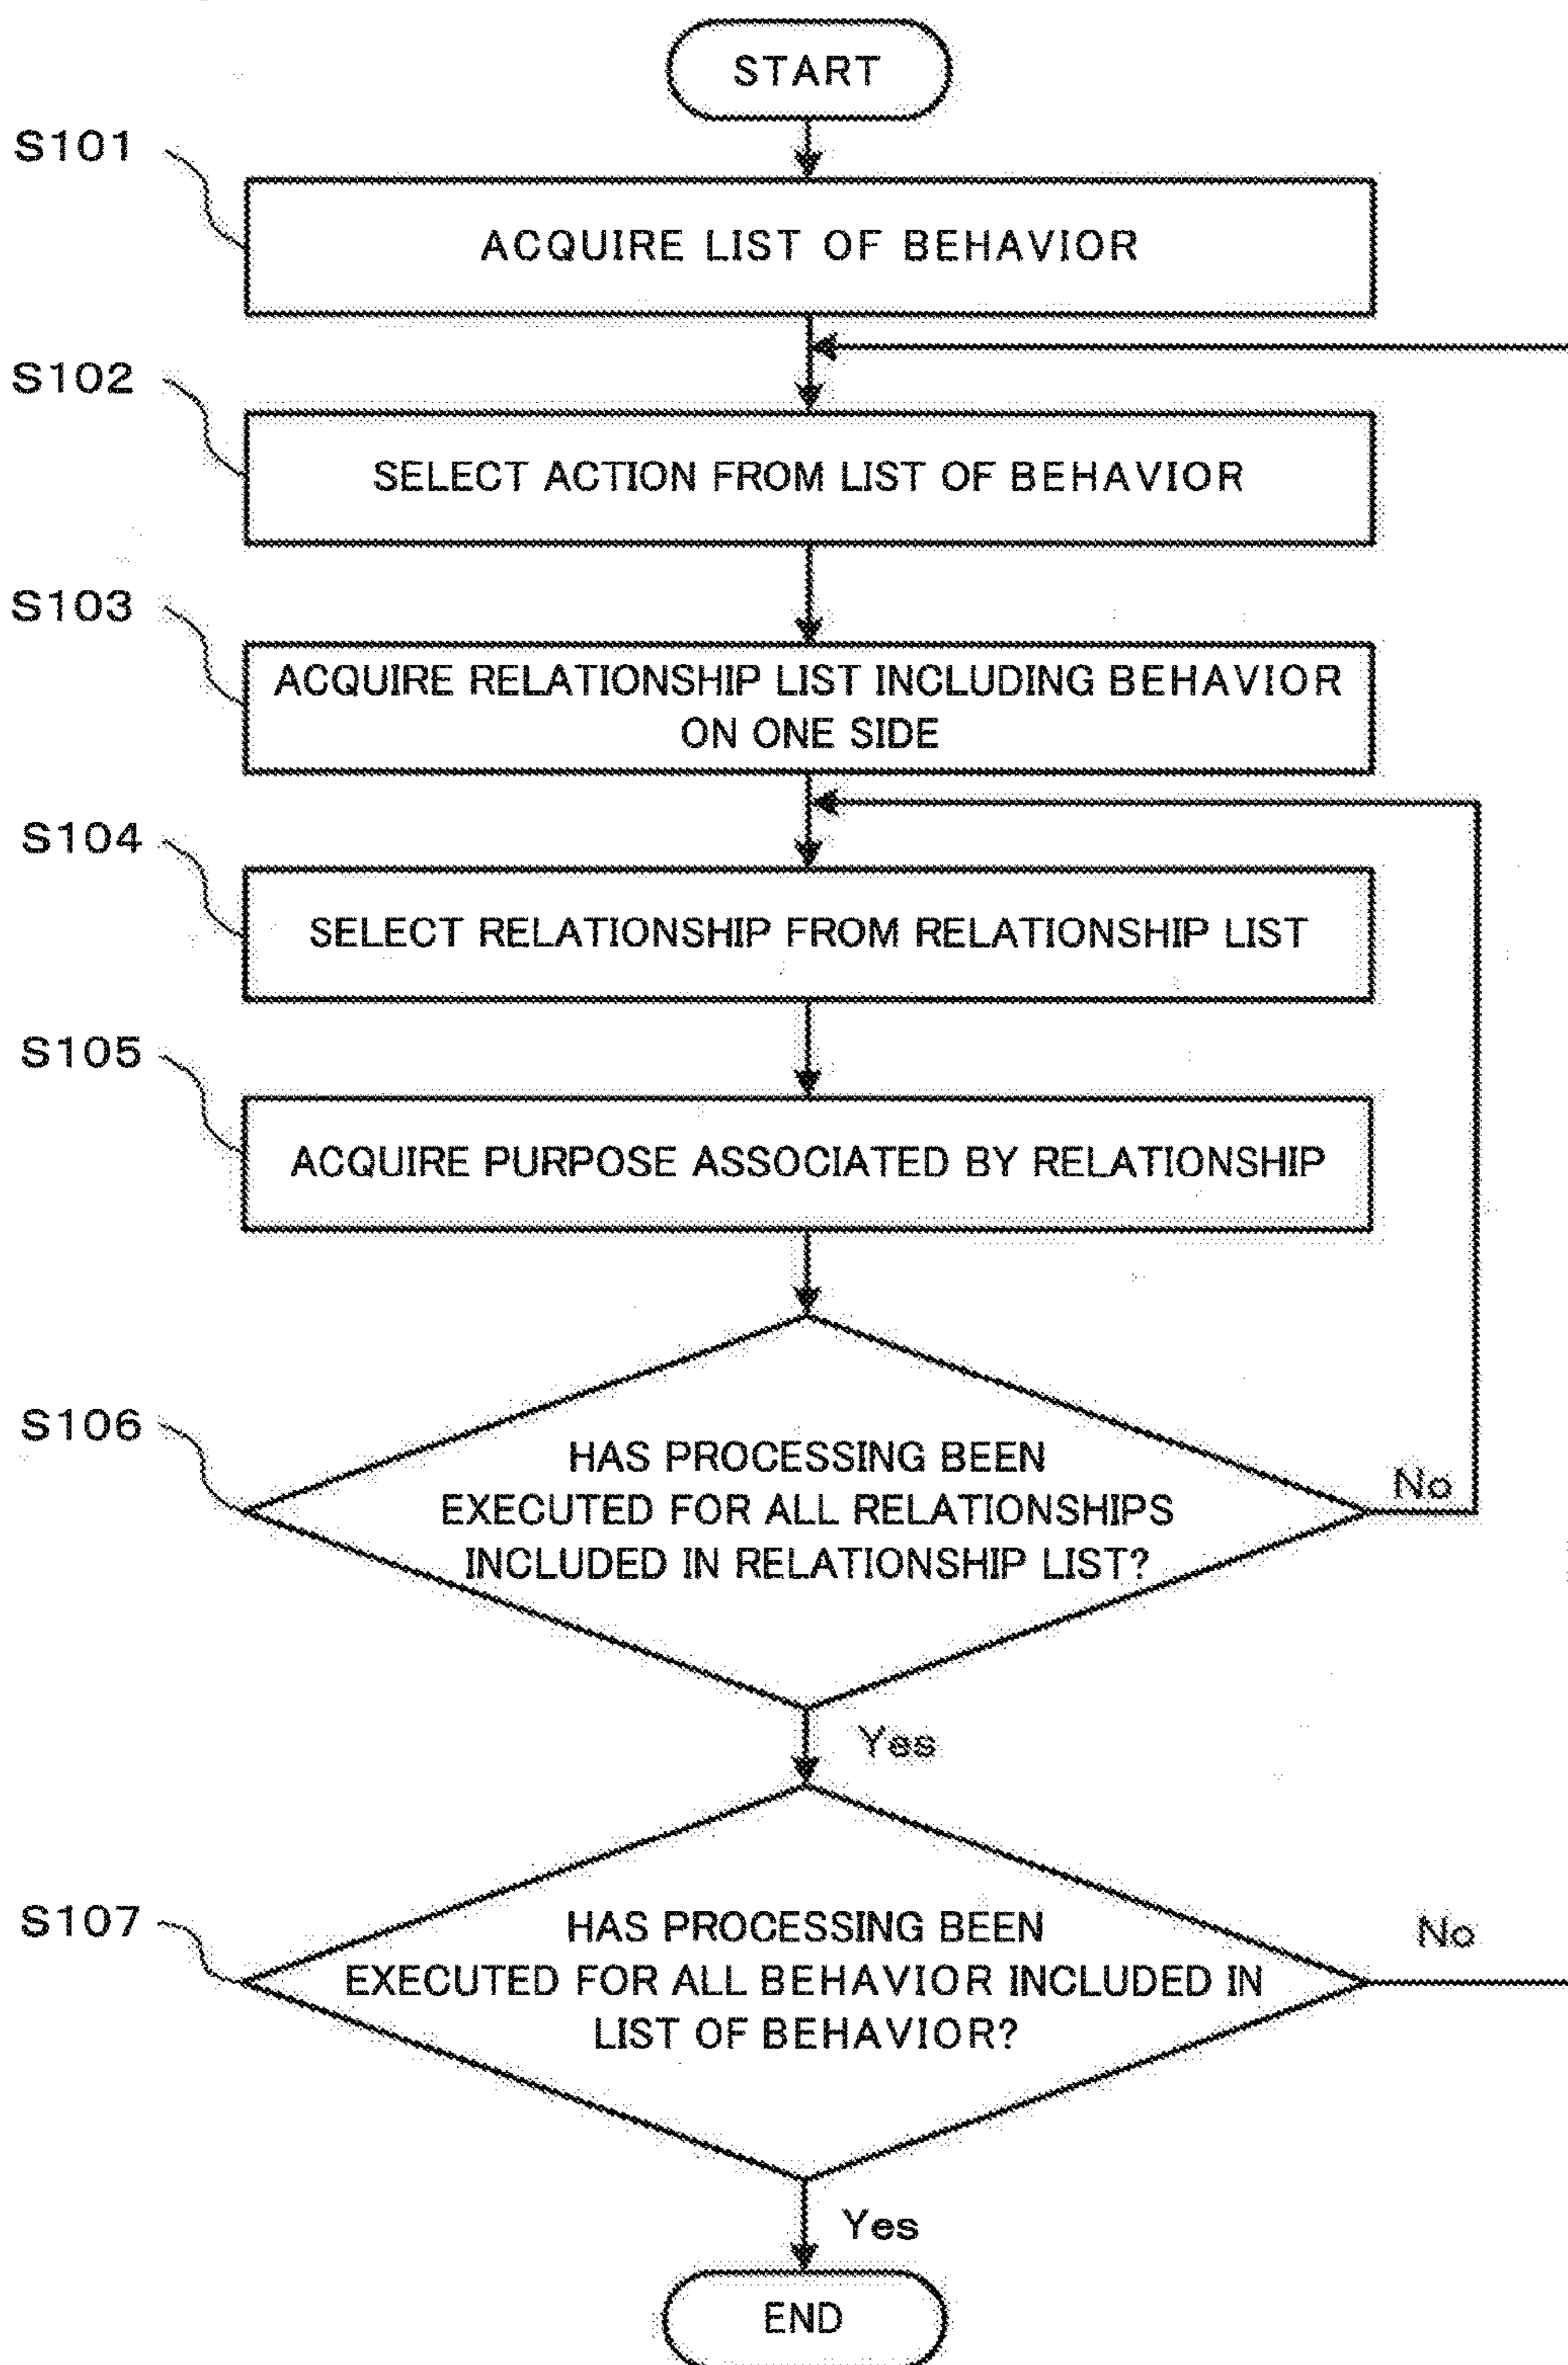 START
S101
ACQUIRE LIST OF BEHAVIOR
S102
SELECT ACTION FROM LIST OF BEHAVIOR
S103
ACQUIRE RELATIONSHIP LIST INCLUDING BEHAVIOR
ON ONE SIDE
S104
SELECT RELATIONSHIP FROM RELATIONSHIP LIST
S105
ACQUIRE PURPOSE ASSOCIATED BY RELATIONSHIP
S106
HAS PROCESSING BEEN
EXECUTED FOR ALL RELATIONSHIPS
INCLUDED IN RELATIONSHIP LIST?
No
Yes
S107
HAS PROCESSING BEEN
EXECUTED FOR ALL BEHAVIOR INCLUDED IN
LIST OF BEHAVIOR?
No
Yes
END